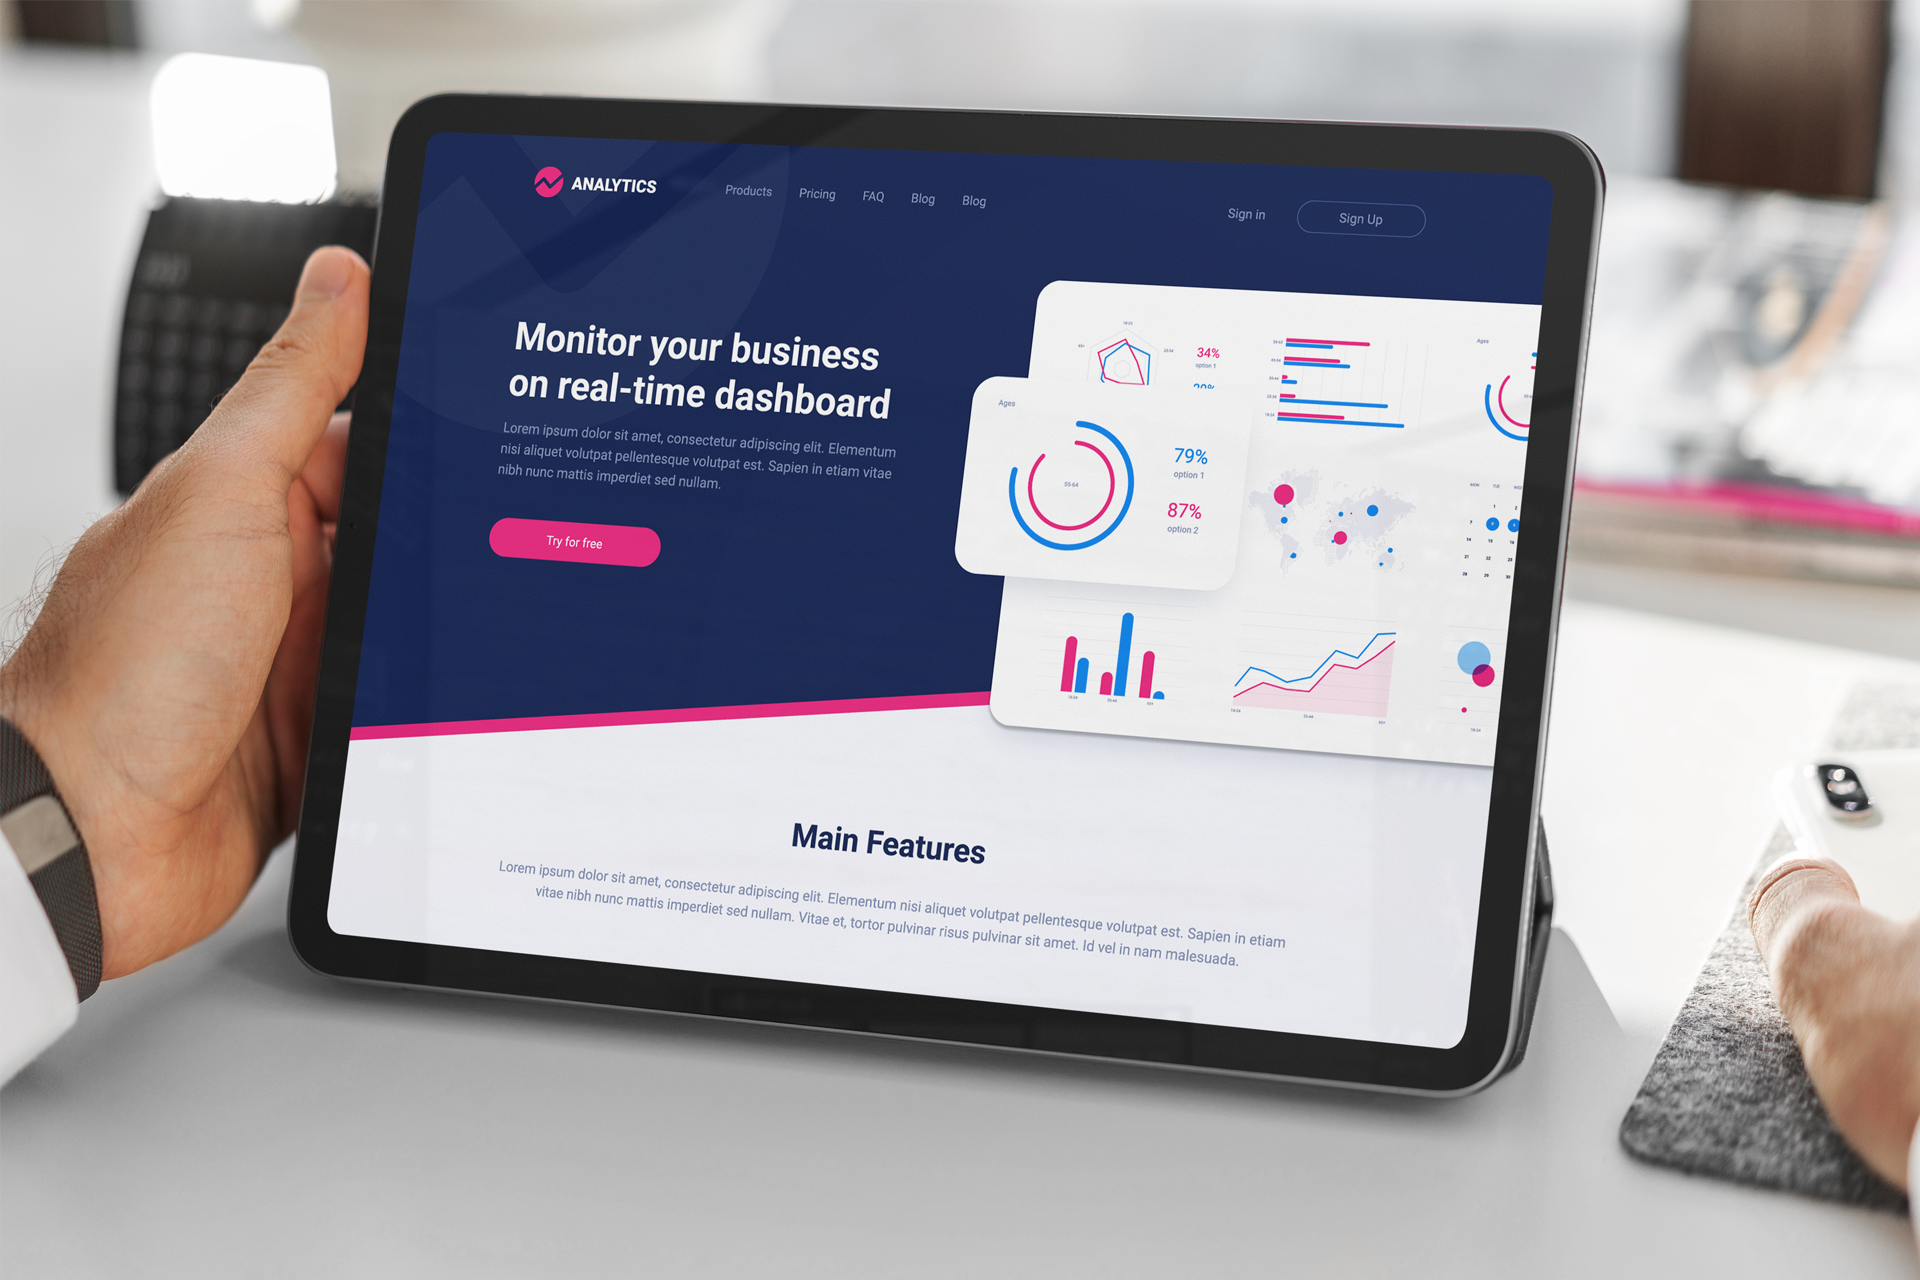 ANALYTICS
Products
Pricing
FAQ
Blog
Blog
Sign in
Sign Up
Monitor your business
on real-time dashboard
Lorem ipsum dolor sit amet, consectetur adipiscing elit. Elementum
nisi aliquet volutpat pellentesque volutpat est. Sapien in etiam vitae
nibh nunc mattis imperdiet sed nullam.
Try for free
34%
option 1
Ages
Ages
55-64
79%
option 1
87%
option 2
MON TUE
Main Features
Lorem ipsum dolor sit amet, consectetur adipiscing elit. Elementum nisi aliquet volutpat pellentesque volutpat est. Sapien in etiam
vitae nibh nunc mattis imperdiet sed nullam. Vitae et, tortor pulvinar risus pulvinar sit amet. Id vel in nam malesuada.